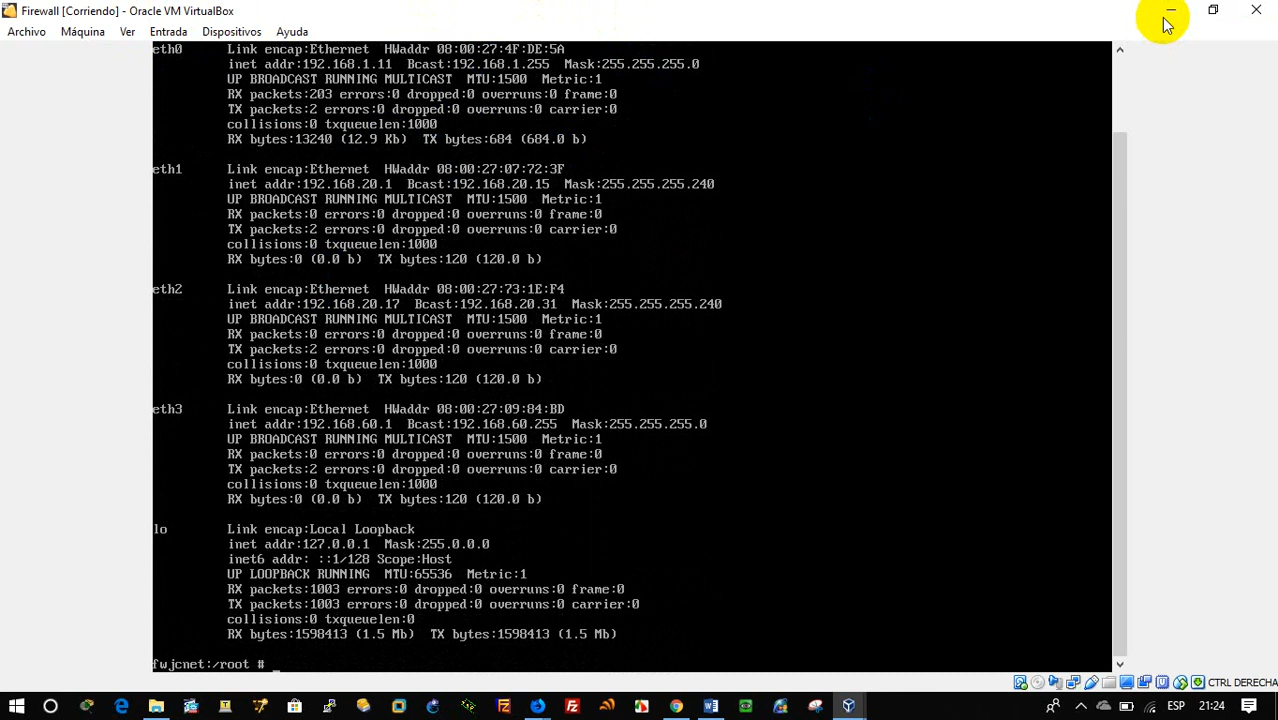 Firewall [Corriendo] - Oracle VM VirtualBox
Archivo Máquina Ver Entrada Dispositivos Ayuda
eth0 Link encap:Ethernet HWaddr 08:00:27:4F:DE:5A
inet addr:192.168.1.11 Bcast:192.168.1.255 Mask:255.255.255.0
UP BROADCAST RUNNING MULTICAST MTU:1500 Metric:1
RX packets:203 errors:0 dropped:0 overruns:0 frame:0
TX packets:2 errors:0 dropped:0 overruns:0 carrier:0
collisions:0 txqueuelen:1000
RX bytes:13240 (12.9 Kb) TX bytes:684 (684.0 b)
eth1 Link encap:Ethernet HWaddr 08:00:27:07:72:3F
inet addr:192.168.20.1 Bcast:192.168.20.15 Mask:255.255.255.240
UP BROADCAST RUNNING MULTICAST MTU:1500 Metric:1
RX packets:0 errors:0 dropped:0 overruns:0 frame:0
TX packets:2 errors:0 dropped:0 overruns:0 carrier:0
collisions:0 txqueuelen:1000
RX bytes:0 (0.0 b) TX bytes:120 (120.0 b)
eth2 Link encap:Ethernet HWaddr 08:00:27:73:1E:F4
inet addr:192.168.20.17 Bcast:192.168.20.31 Mask:255.255.255.240
UP BROADCAST RUNNING MULTICAST MTU:1500 Metric:1
RX packets:0 errors:0 dropped:0 overruns:0 frame:0
TX packets:2 errors:0 dropped:0 overruns:0 carrier:0
collisions:0 txqueuelen:1000
RX bytes:0 (0.0 b) TX bytes:120 (120.0 b)
eth3 Link encap:Ethernet HWaddr 08:00:27:09:84:BD
inet addr:192.168.60.1 Bcast:192.168.60.255 Mask:255.255.255.0
UP BROADCAST RUNNING MULTICAST MTU:1500 Metric:1
RX packets:0 errors:0 dropped:0 overruns:0 frame:0
TX packets:2 errors:0 dropped:0 overruns:0 carrier:0
collisions:0 txqueuelen:1000
RX bytes:0 (0.0 b) TX bytes:120 (120.0 b)
lo Link encap:Local Loopback
inet addr:127.0.0.1 Mask:255.0.0.0
inet6 addr: ::1/128 Scope:Host
UP LOOPBACK RUNNING MTU:65536 Metric:1
RX packets:1003 errors:0 dropped:0 overruns:0 frame:0
TX packets:1003 errors:0 dropped:0 overruns:0 carrier:0
collisions:0 txqueuelen:0
RX bytes:1598413 (1.5 Mb) TX bytes:1598413 (1.5 Mb)
fwjcnet:/root # _
CTRL DERECHA
ESP 21:24